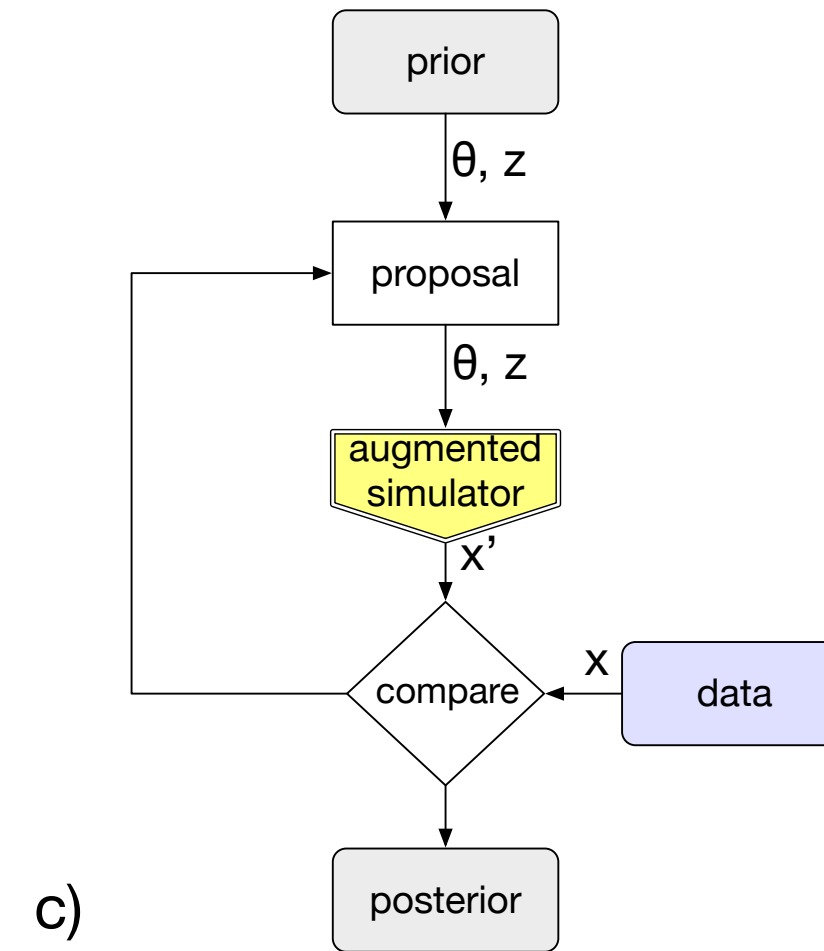 prior
θ, z
proposal
θ, z
augmented
simulator
x’
x
compare
data
posterior
c)